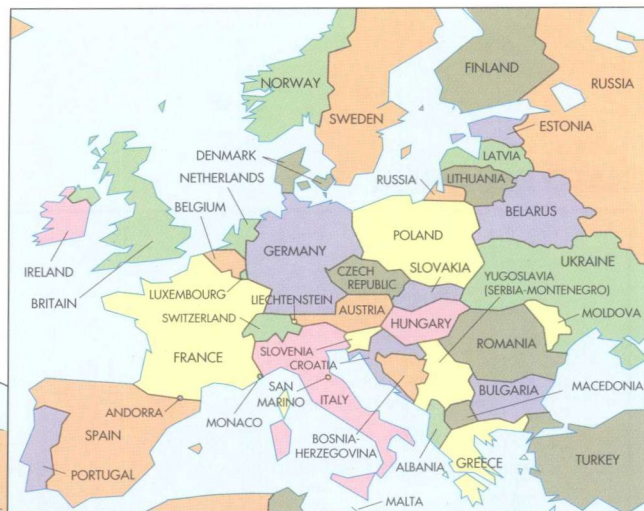 NORWAY
FINLAND
RUSSIA
SWEDEN
ESTONIA
DENMARK
LATVIA
NETHERLANDS
LITHUANIA
RUSSIA
BELGIUM
BELARUS
POLAND
GERMANY
IRELAND
SLOVAKIA
UKRAINE
CZECH
REPUBLIC
YUGOSLAVIA
(SERBIA-MONTENEGRO)
BRITAIN
LUXEMBOURG
LIECHTENSTEIN
AUSTRIA
MOLDOVA
SWITZERLAND
HUNGARY
ROMANIA
FRANCE
SLOVENIA
CROATIA
SAN
MARINO
ITALY
BULGARIA
MACEDONIA
ANDORRA
MONACO
SPAIN
BOSNIA-
HERZEGOVINA
ALBANIA
GREECE
TURKEY
PORTUGAL
MALTA